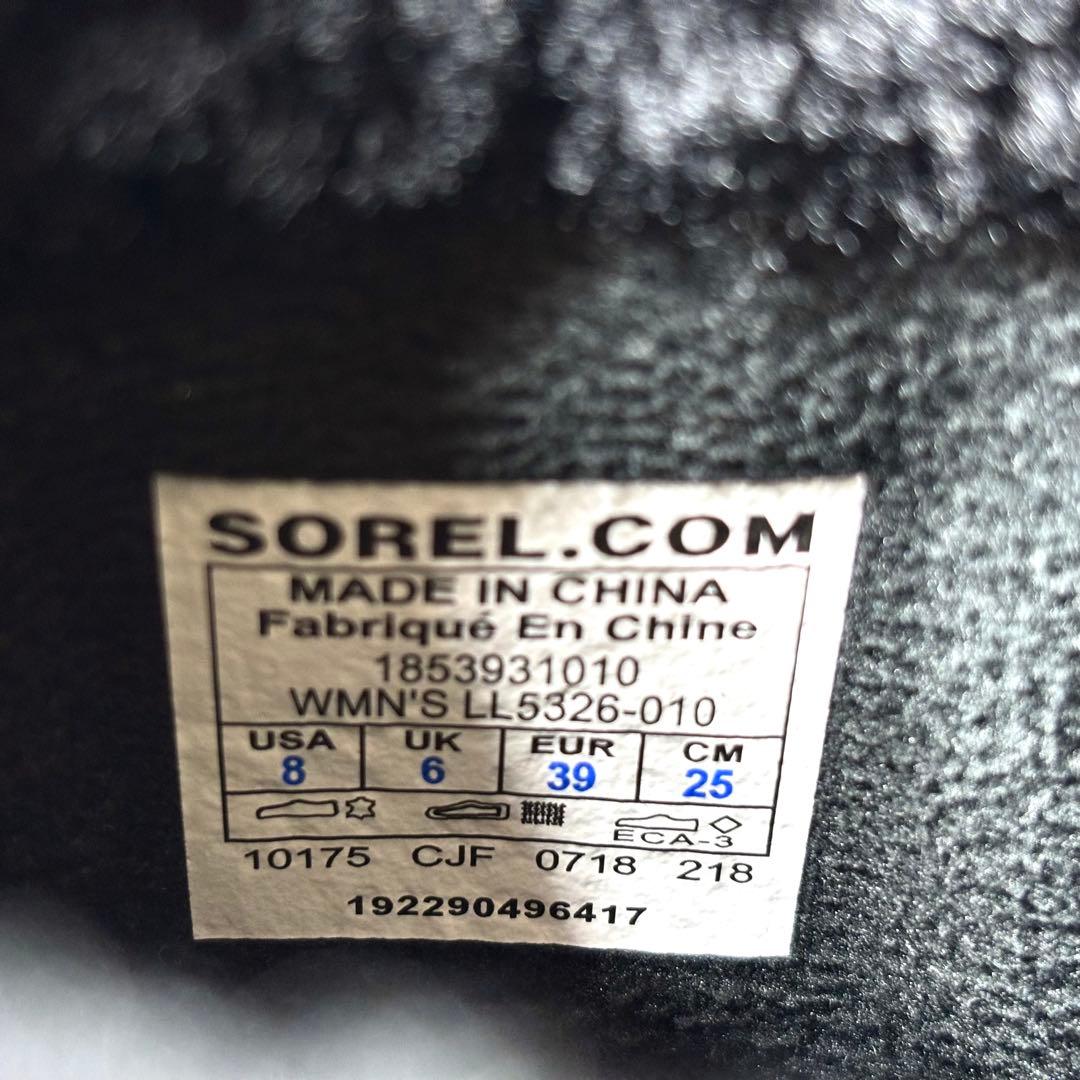 SOREL.COM
MADE IN CHINA
Fabriqué En Chine
1853931010
WMN'S LL5326-010
USA UK EUR CM
8 6 39 25
ECA-3
10175 CJF 0718 218
192290496417